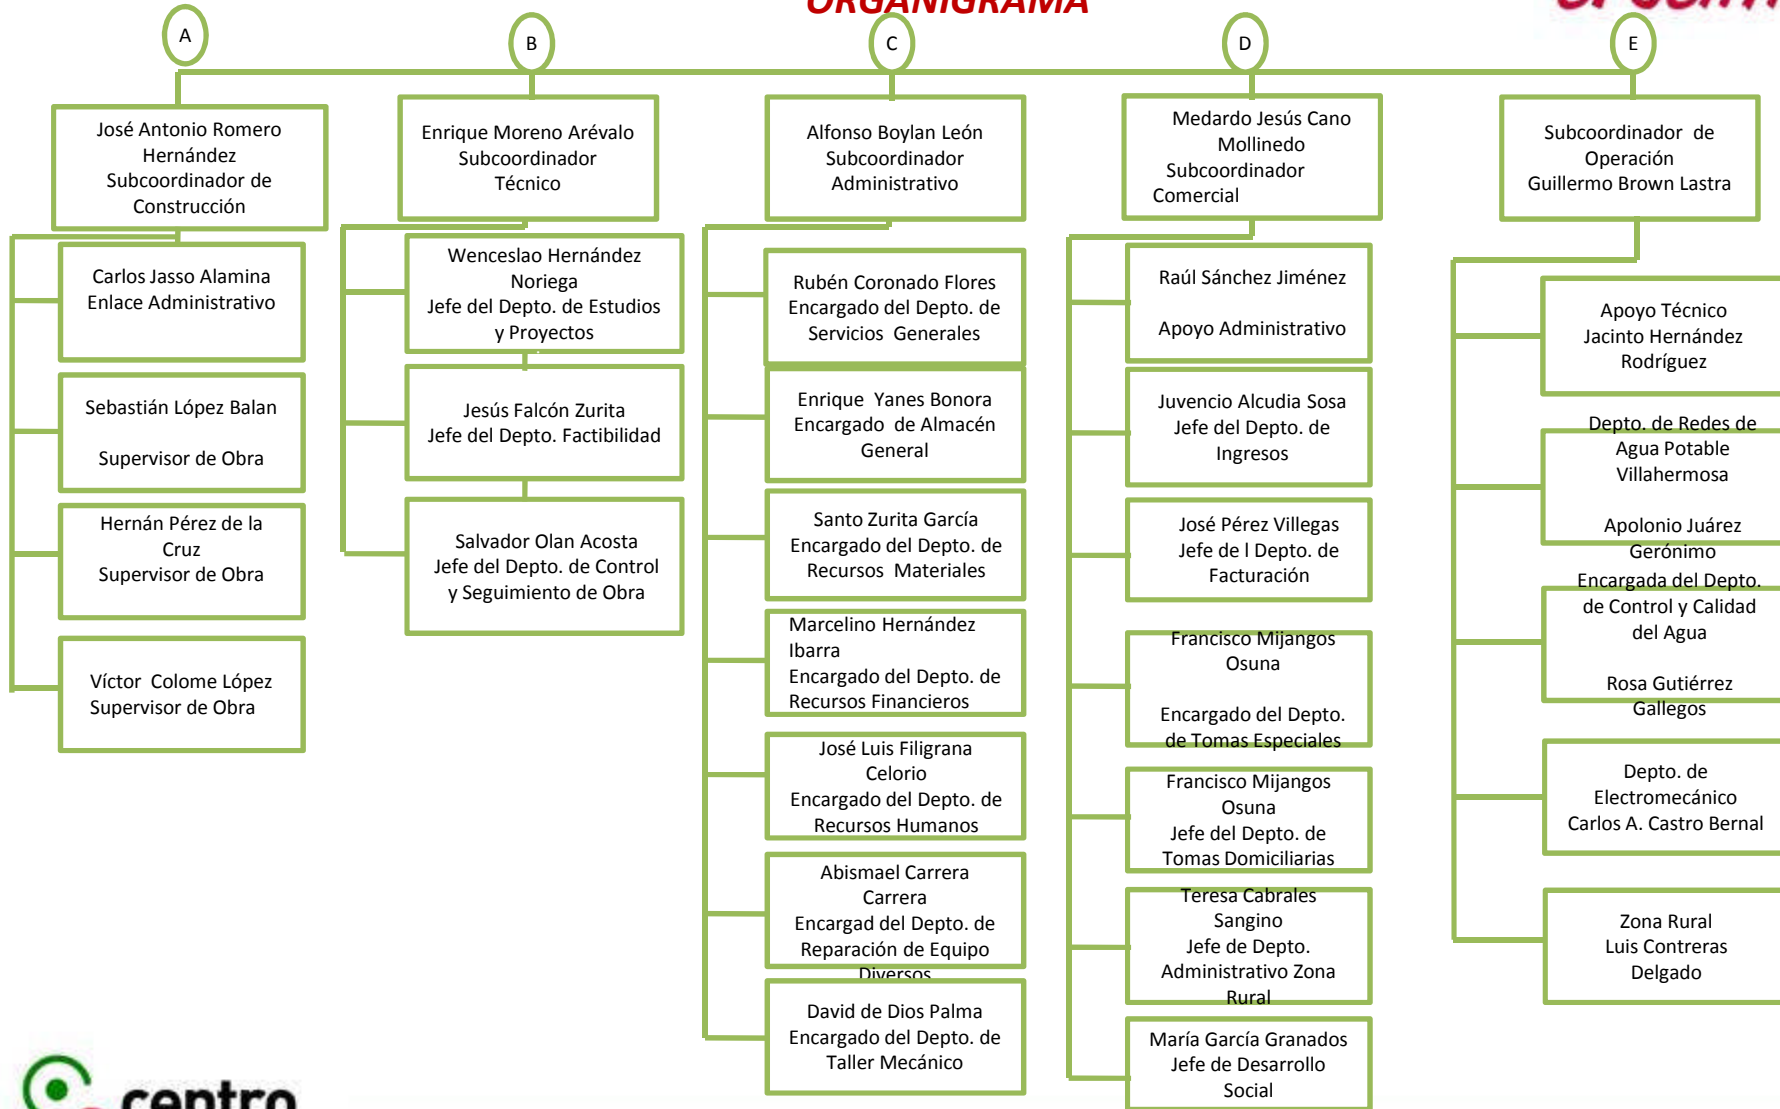 ORGANIGRAMA
A
B
C
D
E
José Antonio Romero
Hernández
Subcoordinador de
Construcción
Carlos Jasso Alamina
Enlace Administrativo
Sebastián López Balan
Supervisor de Obra
Hernán Pérez de la
Cruz
Supervisor de Obra
Víctor Colome López
Supervisor de Obra
Enrique Moreno Arévalo
Subcoordinador
Técnico
Wenceslao Hernández
Noriega
Jefe del Depto. de Estudios
y Proyectos
Jesús Falcón Zurita
Jefe del Depto. Factibilidad
Salvador Olan Acosta
Jefe del Depto. de Control
y Seguimiento de Obra
Alfonso Boylan León
Subcoordinador
Administrativo
Rubén Coronado Flores
Encargado del Depto. de
Servicios Generales
Enrique Yanes Bonora
Encargado de Almacén
General
Santo Zurita García
Encargado del Depto. de
Recursos Materiales
Marcelino Hernández
Ibarra
Encargado del Depto. de
Recursos Financieros
José Luis Filigrana
Celorio
Encargado del Depto. de
Recursos Humanos
Abismael Carrera
Carrera
Encargad del Depto. de
Reparación de Equipo
Diversos
David de Dios Palma
Encargado del Depto. de
Taller Mecánico
Medardo Jesús Cano
Mollinedo
Subcoordinador
Comercial
Raúl Sánchez Jiménez
Apoyo Administrativo
Juvencio Alcudia Sosa
Jefe del Depto. de
Ingresos
José Pérez Villegas
Jefe de l Depto. de
Facturación
Francisco Mijangos
Osuna
Encargado del Depto.
de Tomas Especiales
Francisco Mijangos
Osuna
Jefe del Depto. de
Tomas Domiciliarias
Teresa Cabrales
Sangino
Jefe de Depto.
Administrativo Zona
Rural
María García Granados
Jefe de Desarrollo
Social
Subcoordinador de
Operación
Guillermo Brown Lastra
Apoyo Técnico
Jacinto Hernández
Rodríguez
Depto. de Redes de
Agua Potable
Villahermosa
Apolonio Juárez
Gerónimo
Encargada del Depto.
de Control y Calidad
del Agua
Rosa Gutiérrez
Gallegos
Depto. de
Electromecánico
Carlos A. Castro Bernal
Zona Rural
Luis Contreras
Delgado
centro